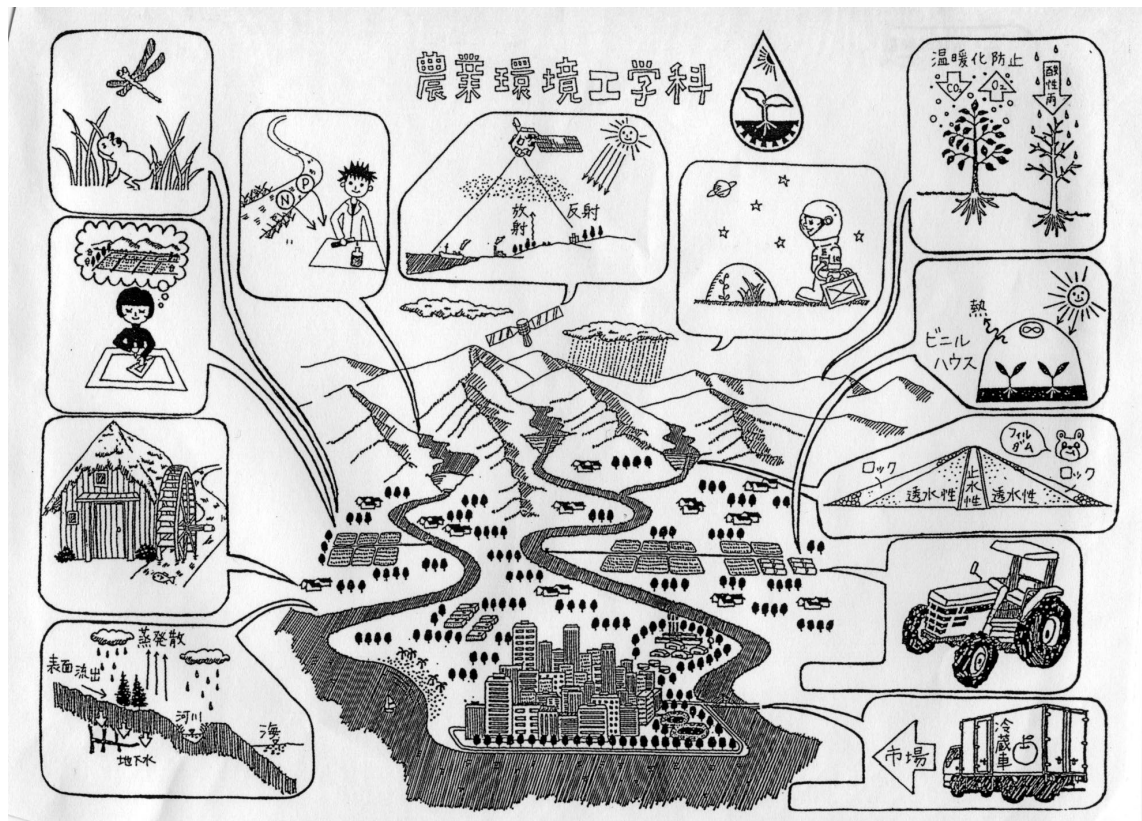 農業環境工学科
N
P
放射
反射
温暖化防止
CO₂
O₂
酸性雨
熱
ビニル
ハウス
フィル
ダム
ロック
ロック
透水性
止水性
透水性
蒸発散
表面流出
河川
海
地下水
市場
冷蔵車